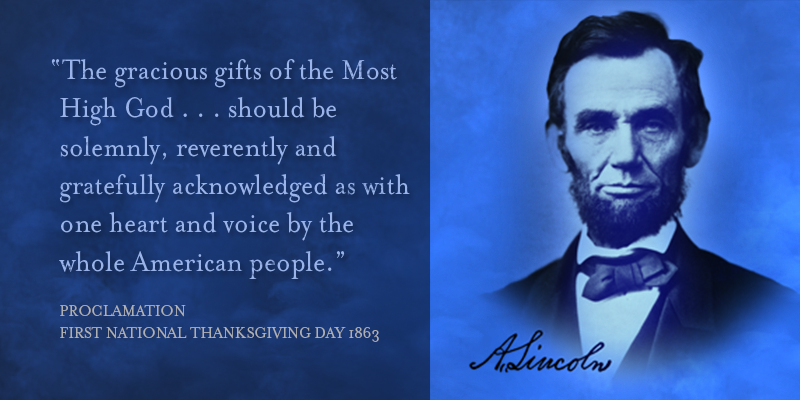 “The gracious gifts of the Most
High God . . . should be
solemnly, reverently and
gratefully acknowledged as with
one heart and voice by the
whole American people.”
PROCLAMATION
FIRST NATIONAL THANKSGIVING DAY 1863
A. Lincoln